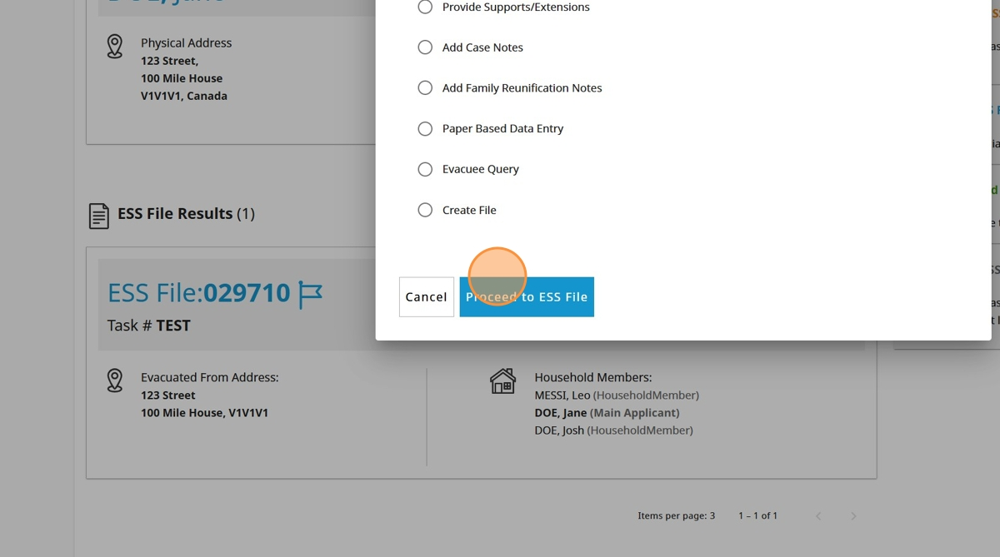 Provide Supports/Extensions
Add Case Notes
Add Family Reunification Notes
Paper Based Data Entry
Evacuee Query
Create File
Cancel
Proceed to ESS File
Physical Address
123 Street,
100 Mile House
V1V1V1, Canada
ESS File Results (1)
ESS File:029710
Task # TEST
Evacuated From Address:
123 Street
100 Mile House, V1V1V1
Household Members:
MESSI, Leo (HouseholdMember)
DOE, Jane (Main Applicant)
DOE, Josh (HouseholdMember)
Items per page: 3
1 – 1 of 1